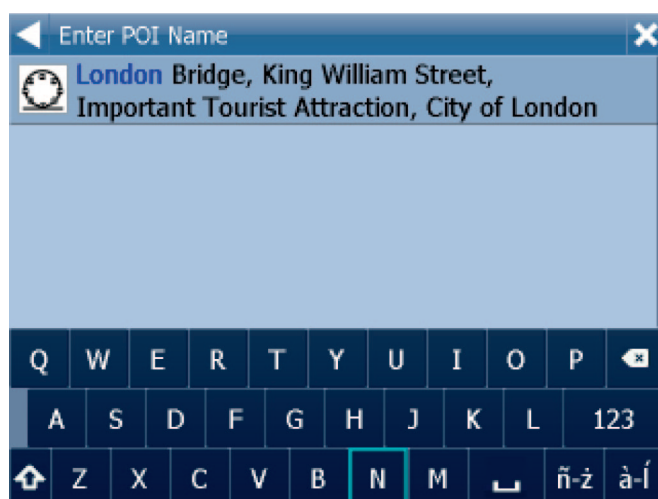 Enter POI Name
London Bridge, King William Street,
Important Tourist Attraction, City of London
Q W E R T Y U I O P
A S D F G H J K L 123
Z X C V B N M ñ-ż à-Í